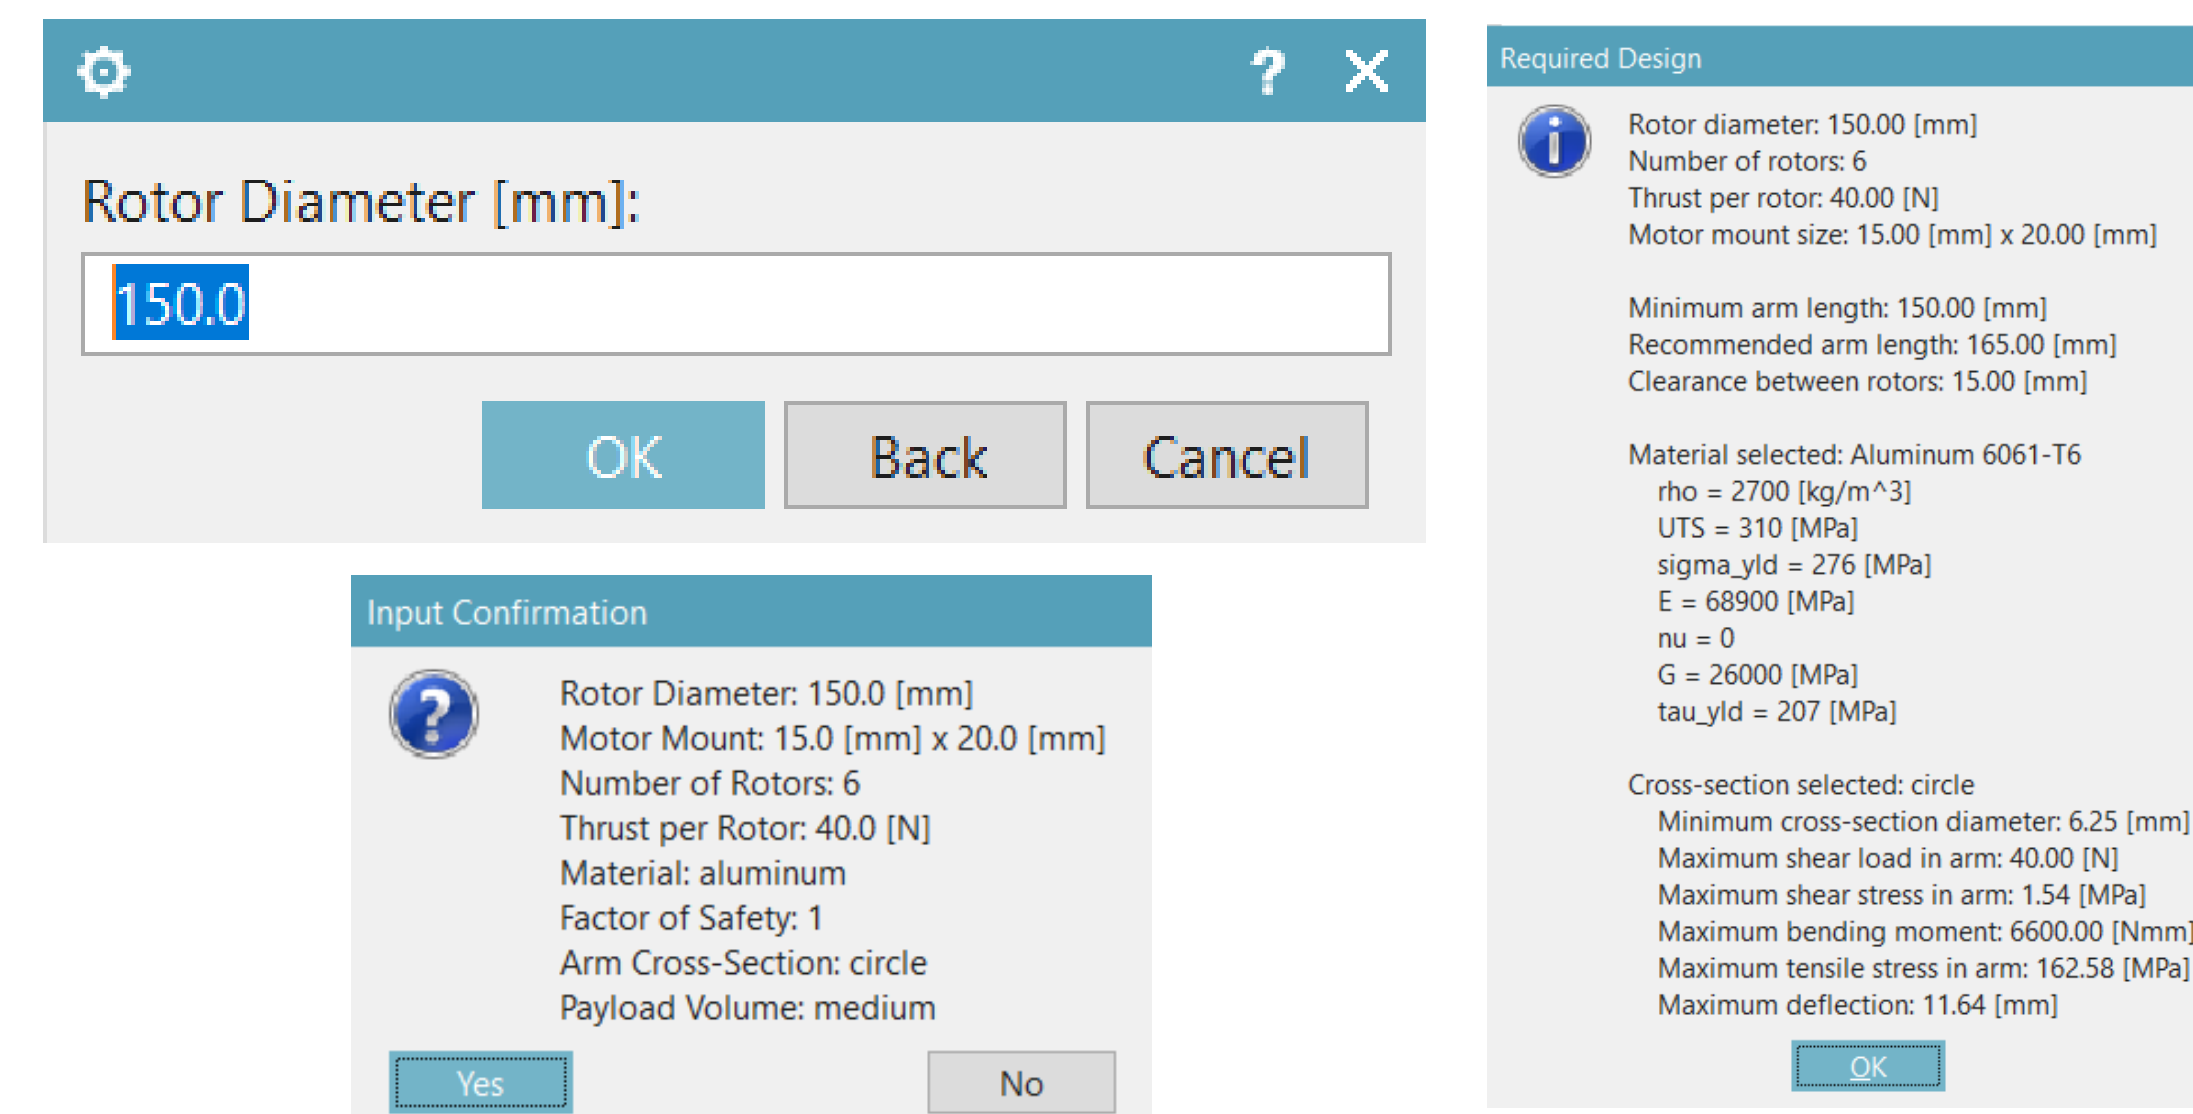 ?
Rotor Diameter [mm]:
150.0
OK
Back
Cancel
Input Confirmation
Rotor Diameter: 150.0 [mm]
Motor Mount: 15.0 [mm] x 20.0 [mm]
Number of Rotors: 6
Thrust per Rotor: 40.0 [N]
Material: aluminum
Factor of Safety: 1
Arm Cross-Section: circle
Payload Volume: medium
Yes
No
Required Design
Rotor diameter: 150.00 [mm]
Number of rotors: 6
Thrust per rotor: 40.00 [N]
Motor mount size: 15.00 [mm] x 20.00 [mm]
Minimum arm length: 150.00 [mm]
Recommended arm length: 165.00 [mm]
Clearance between rotors: 15.00 [mm]
Material selected: Aluminum 6061-T6
rho = 2700 [kg/m^3]
UTS = 310 [MPa]
sigma_yld = 276 [MPa]
E = 68900 [MPa]
nu = 0
G = 26000 [MPa]
tau_yld = 207 [MPa]
Cross-section selected: circle
Minimum cross-section diameter: 6.25 [mm]
Maximum shear load in arm: 40.00 [N]
Maximum shear stress in arm: 1.54 [MPa]
Maximum bending moment: 6600.00 [Nmm]
Maximum tensile stress in arm: 162.58 [MPa]
Maximum deflection: 11.64 [mm]
OK